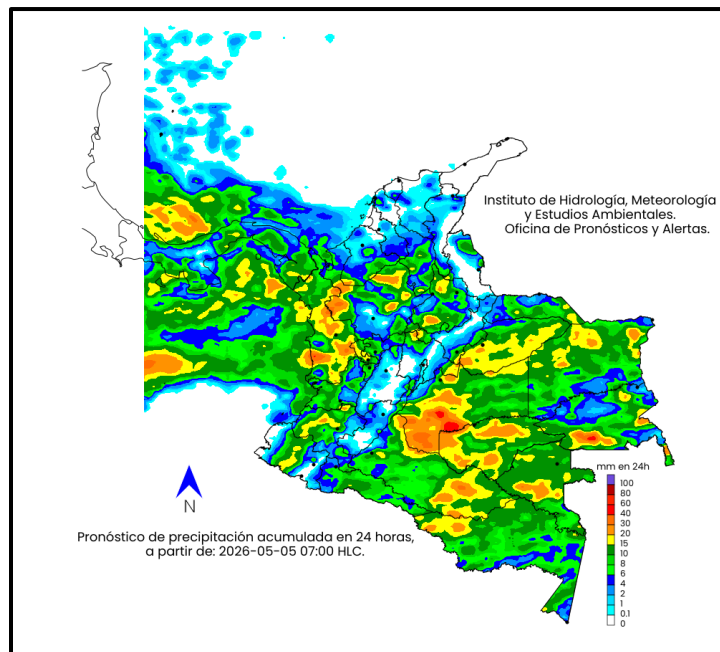 Instituto de Hidrología, Meteorología
y Estudios Ambientales.
Oficina de Pronósticos y Alertas.
mm en 24h
100
80
60
40
30
20
15
10
8
6
4
2
1
0.1
0
N
Pronóstico de precipitación acumulada en 24 horas,
a partir de: 2026-05-05 07:00 HLC.